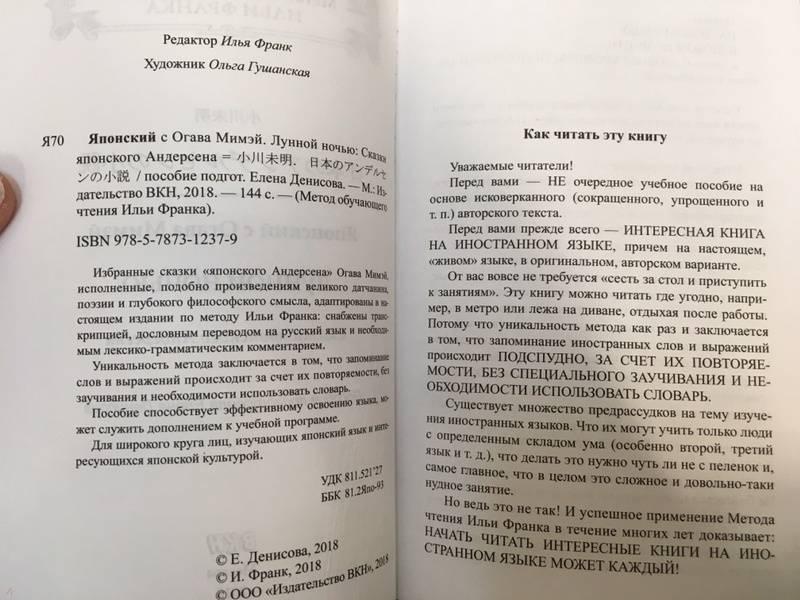 Редактор Илья Франк
Художник Ольга Гушанская
Я70
Японский с Огава Мимэй. Лунной ночью: Сказки
японского Андерсена = 小川未明. 日本のアンデルセ
ンの小説 / пособие подгот. Елена Денисова. — М.: Из-
дательство ВКН, 2018. — 144 с. — (Метод обучающего
чтения Ильи Франка).
ISBN 978-5-7873-1237-9
Избранные сказки «японского Андерсена» Огава Мимэй,
исполненные, подобно произведениям великого датчанина,
поэзии и глубокого философского смысла, адаптированы в на-
стоящем издании по методу Ильи Франка: снабжены транс-
крипцией, дословным переводом на русский язык и необходи-
мым лексико-грамматическим комментарием.
Уникальность метода заключается в том, что запоминание
слов и выражений происходит за счет их повторяемости, без
заучивания и необходимости использовать словарь.
Пособие способствует эффективному освоению языка, мо-
жет служить дополнением к учебной программе.
Для широкого круга лиц, изучающих японский язык и инте-
ресующихся японской культурой.
УДК 811.521'27
ББК 81.2Япо-93
© Е. Денисова, 2018
© И. Франк, 2018
© ООО «Издательство ВКН», 2018
Как читать эту книгу
Уважаемые читатели!
Перед вами — НЕ очередное учебное пособие на
основе исковерканного (сокращенного, упрощенного и
т. п.) авторского текста.
Перед вами прежде всего — ИНТЕРЕСНАЯ КНИГА
НА ИНОСТРАННОМ ЯЗЫКЕ, причем на настоящем,
«живом» языке, в оригинальном, авторском варианте.
От вас вовсе не требуется «сесть за стол и приступить
к занятиям». Эту книгу можно читать где угодно, напри-
мер, в метро или лежа на диване, отдыхая после работы.
Потому что уникальность метода как раз и заключается
в том, что запоминание иностранных слов и выражений
происходит ПОДСПУДНО, ЗА СЧЕТ ИХ ПОВТОРЯЕ-
МОСТИ, БЕЗ СПЕЦИАЛЬНОГО ЗАУЧИВАНИЯ И НЕ-
ОБХОДИМОСТИ ИСПОЛЬЗОВАТЬ СЛОВАРЬ.
Существует множество предрассудков на тему изуче-
ния иностранных языков. Что их могут учить только люди
с определенным складом ума (особенно второй, третий
язык и т. д.), что делать это нужно чуть ли не с пеленок и,
самое главное, что в целом это сложное и довольно-таки
нудное занятие.
Но ведь это не так! И успешное применение Метода
чтения Ильи Франка в течение многих лет доказывает:
НАЧАТЬ ЧИТАТЬ ИНТЕРЕСНЫЕ КНИГИ НА ИНО-
СТРАННОМ ЯЗЫКЕ МОЖЕТ КАЖДЫЙ!